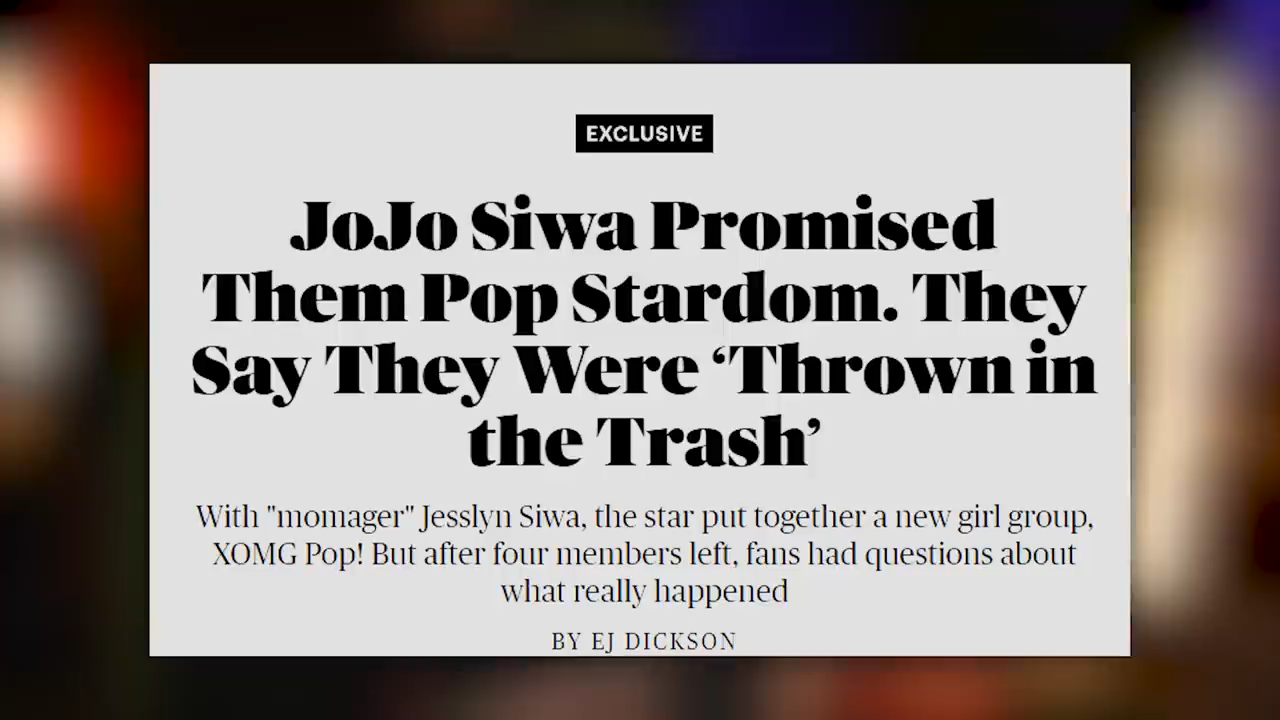 EXCLUSIVE
JoJo Siwa Promised
Them Pop Stardom. They
Say They Were ‘Thrown in
the Trash’
With "momager" Jesslyn Siwa, the star put together a new girl group,
XOMG Pop! But after four members left, fans had questions about
what really happened
BY EJ DICKSON